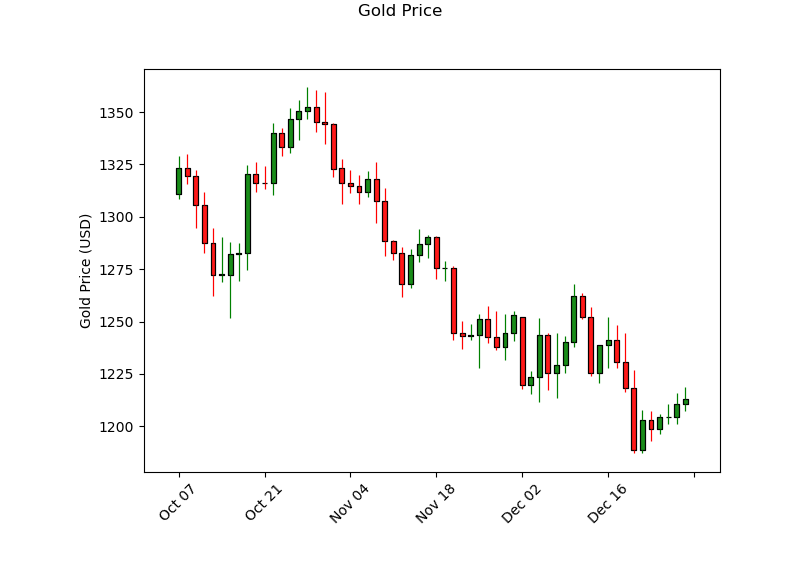 Gold Price
Gold Price (USD)
1350
1325
1300
1275
1250
1225
1200
Oct 07
Oct 21
Nov 04
Nov 18
Dec 02
Dec 16